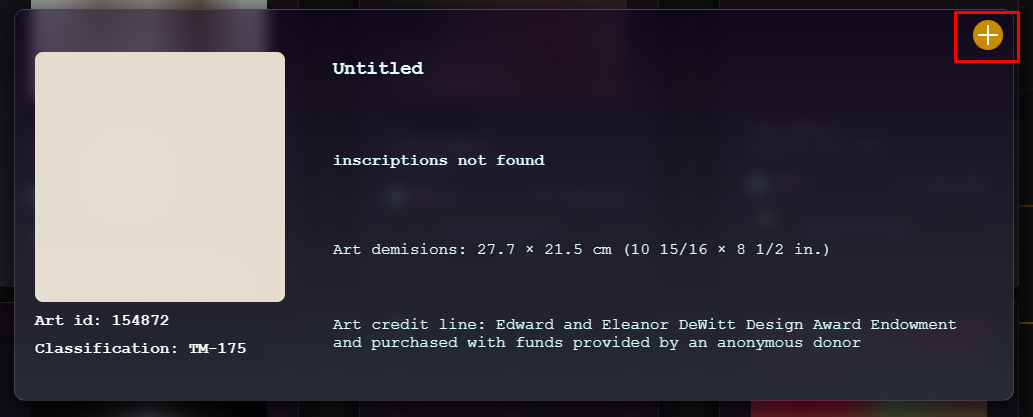 Untitled
inscriptions not found
Art demisions: 27.7 × 21.5 cm (10 15/16 × 8 1/2 in.)
Art id: 154872
Classification: TM-175
Art credit line: Edward and Eleanor DeWitt Design Award Endowment
and purchased with funds provided by an anonymous donor